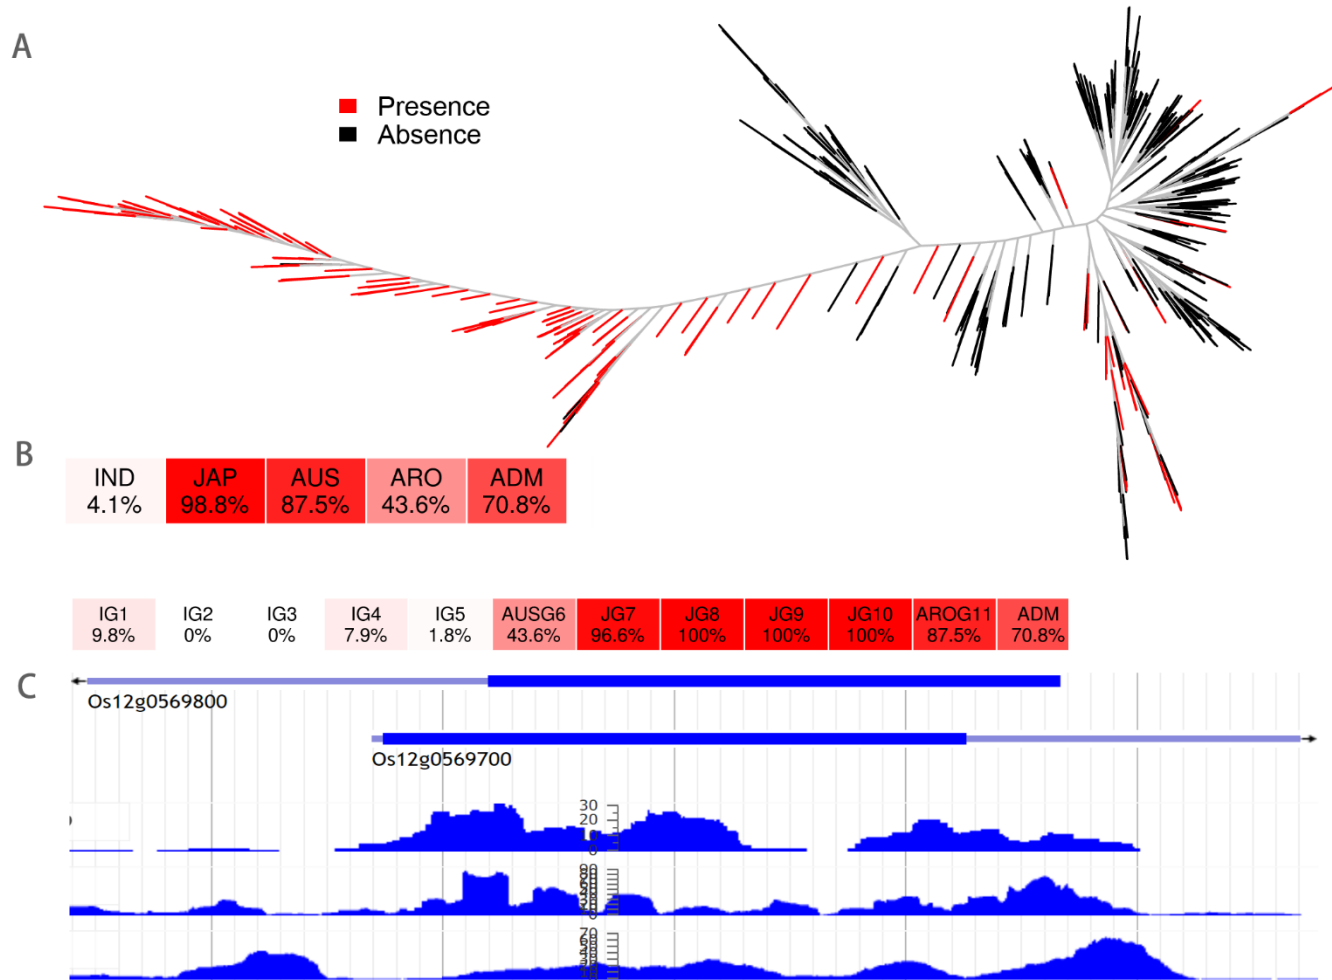 A
Presence
Absence
B
IND JAP AUS ARO ADM
4.1% 98.8% 87.5% 43.6% 70.8%
IG1 IG2 IG3 IG4 IG5 AUSG6 JG7 JG8 JG9 JG10 AROG11 ADM
9.8% 0% 0% 7.9% 1.8% 43.6% 96.6% 100% 100% 100% 87.5% 70.8%
C
Os12g0569800
Os12g0569700
30
20
0
70